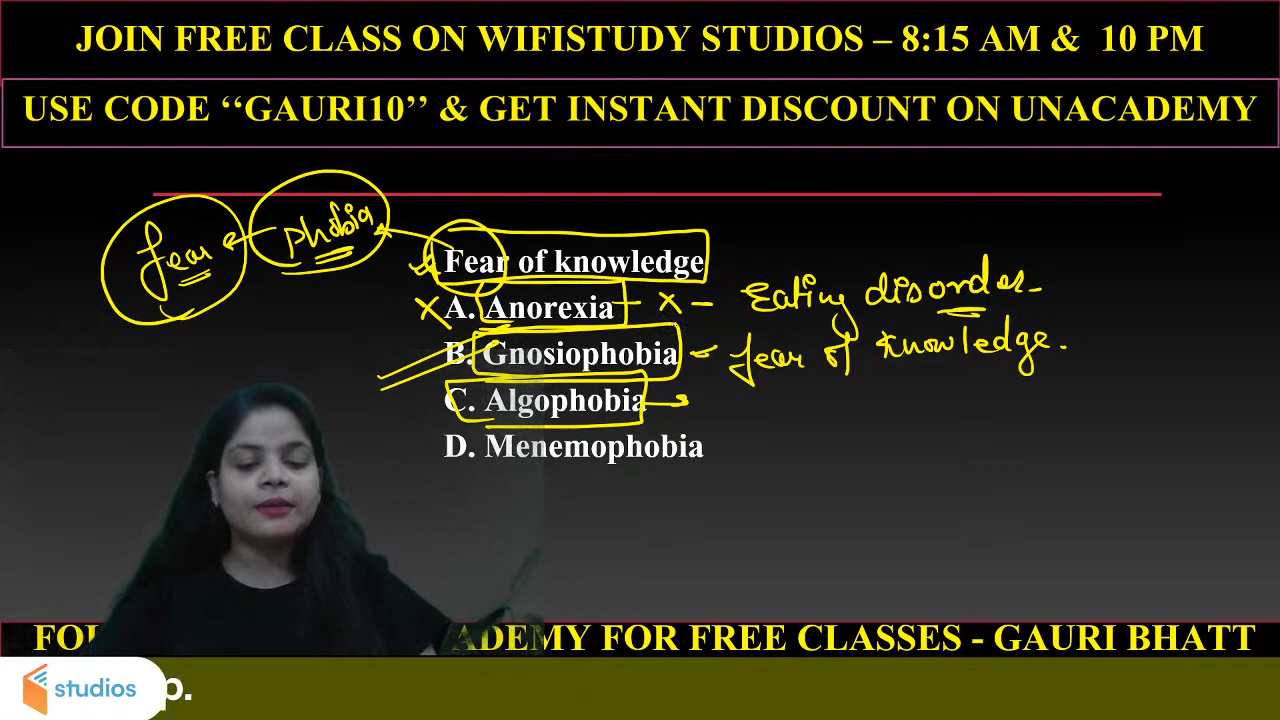 JOIN FREE CLASS ON WIFISTUDY STUDIOS – 8:15 AM & 10 PM
USE CODE ‘‘GAURI10’’ & GET INSTANT DISCOUNT ON UNACADEMY
fear phobia
Fear of knowledge
A. Anorexia x – Eating disorder–
B. Gnosiophobia – fear of knowledge.
C. Algophobia
D. Menemophobia
FOR FREE CLASSES - GAURI BHATT
studios